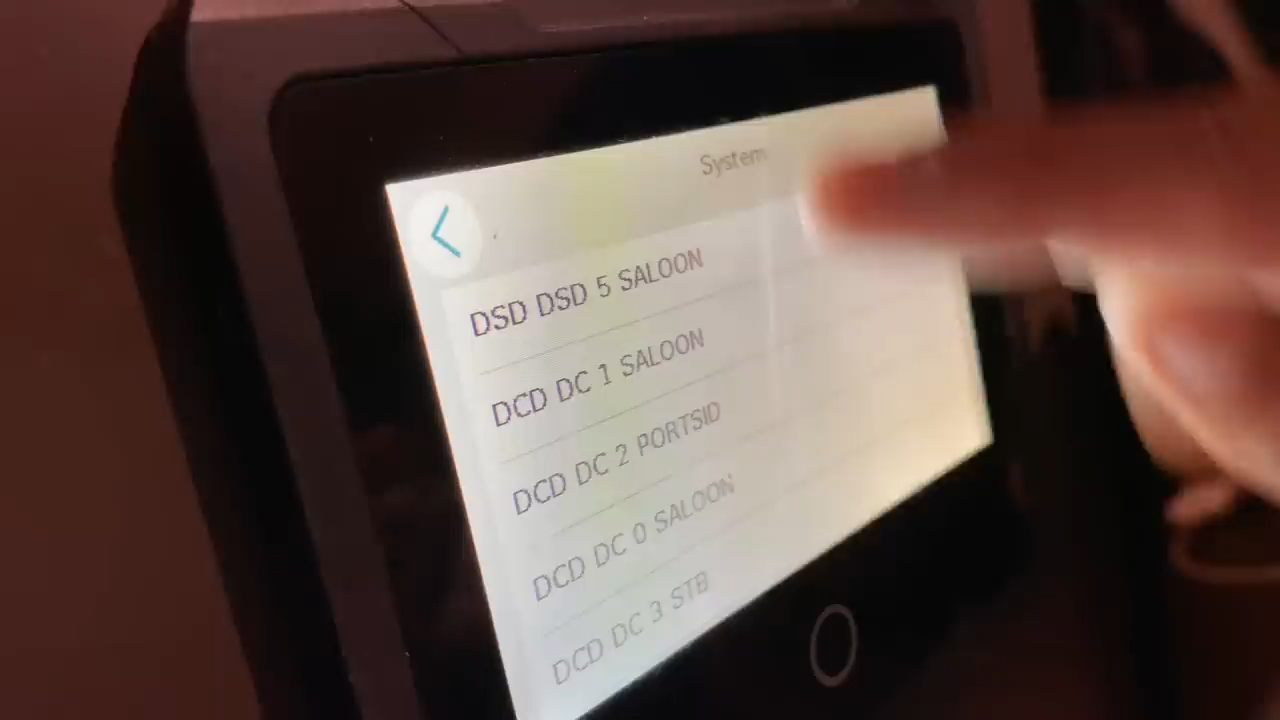 System
DSD DSD 5 SALOON
DCD DC 1 SALOON
DCD DC 2 PORTSID
DCD DC 0 SALOON
DCD DC 3 STB